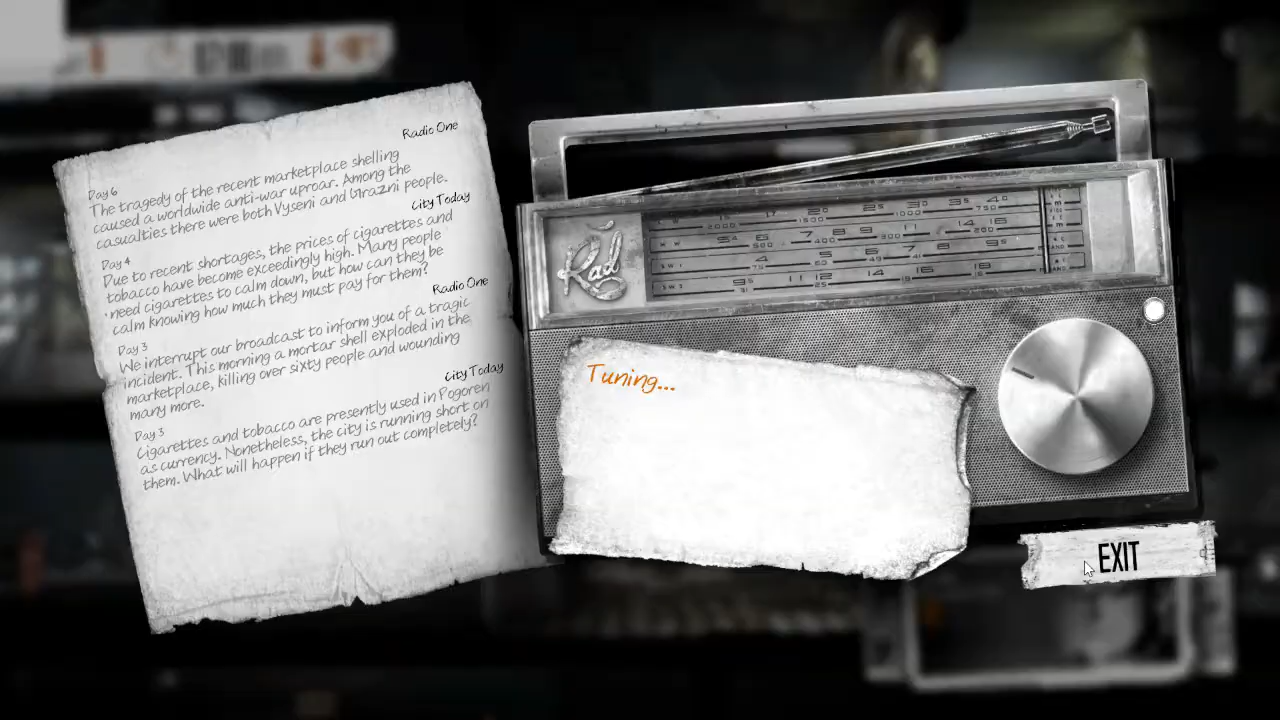 Radio One
Day 6
The tragedy of the recent marketplace shelling
caused a worldwide anti-war uproar. Among the
casualties there were both Vyseni and Grazni people.
City Today
Day 4
Due to recent shortages, the prices of cigarettes and
tobacco have become exceedingly high. Many people
need cigarettes to calm down, but how can they be
calm knowing how much they must pay for them?
Radio One
Day 3
We interrupt our broadcast to inform you of a tragic
incident. This morning a mortar shell exploded in the
marketplace, killing over sixty people and wounding
many more.
City Today
Day 3
Cigarettes and tobacco are presently used in Pogoren
as currency. Nonetheless, the city is running short on
them. What will happen if they run out completely?
Rad
Tuning...
EXIT